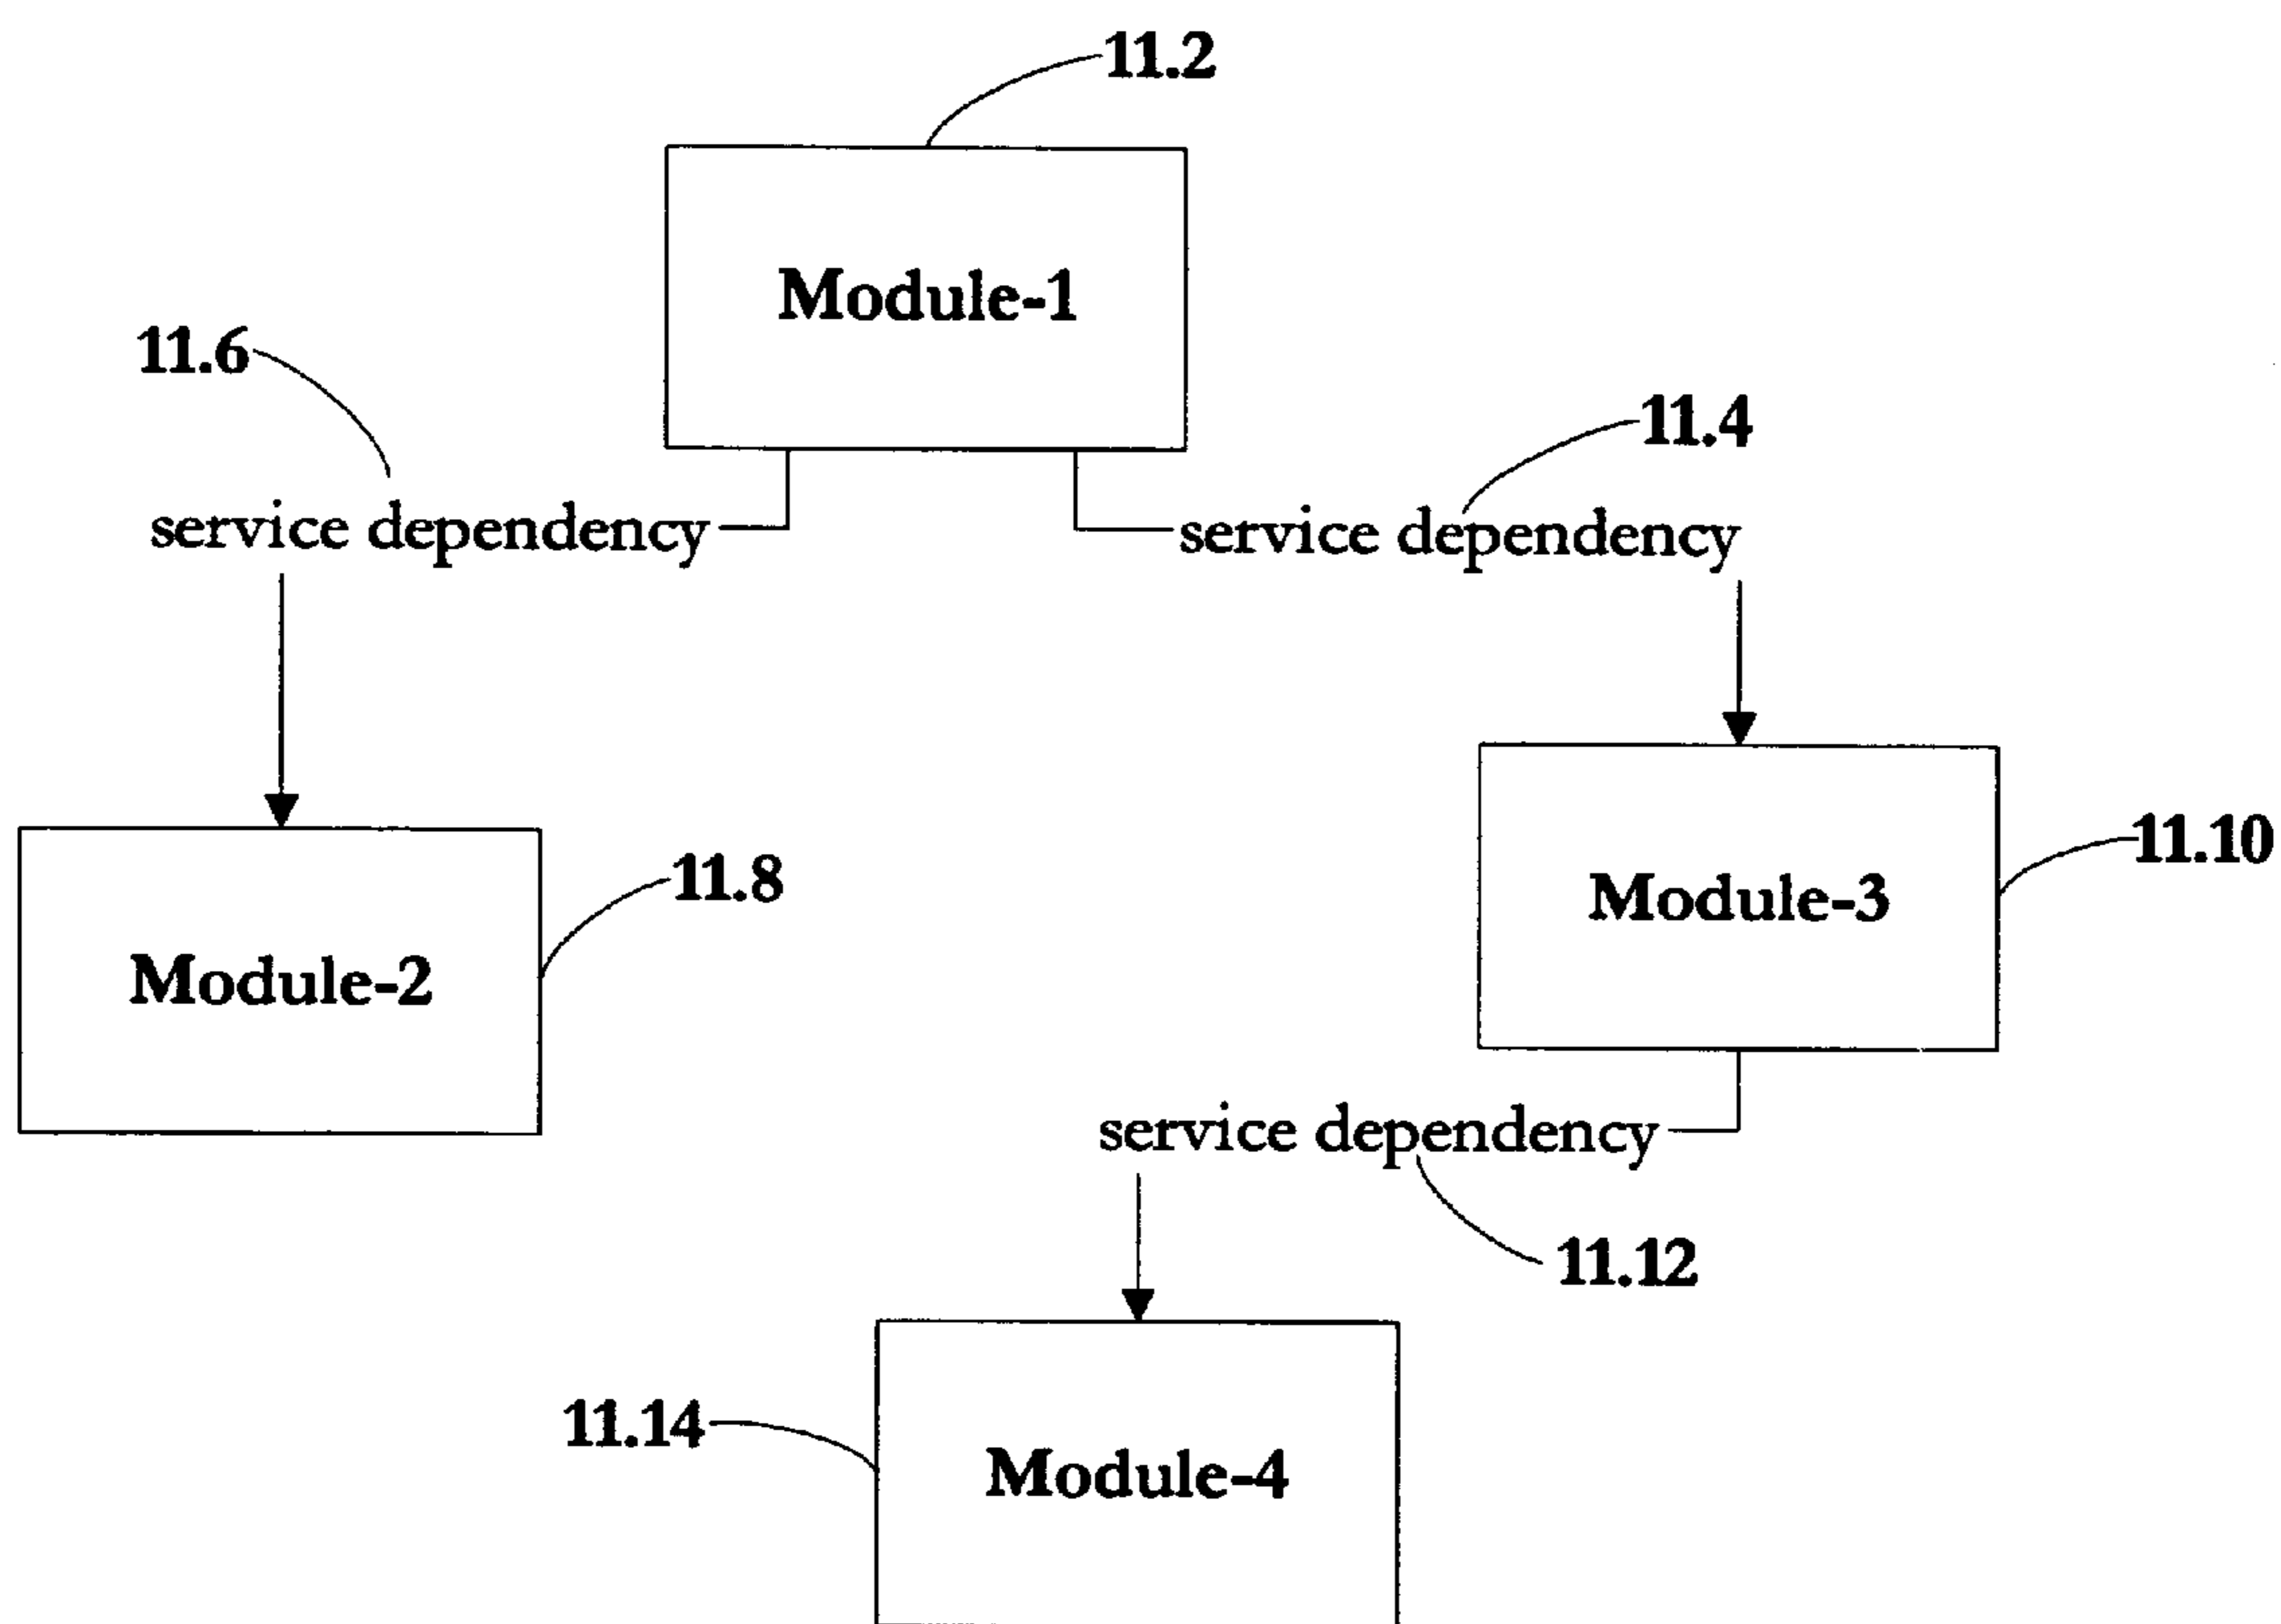 11.2
Module-1
11.6
11.4
service dependency
service dependency
11.10
11.8
Module-3
Module-2
service dependency
11.12
11.14
Module-4